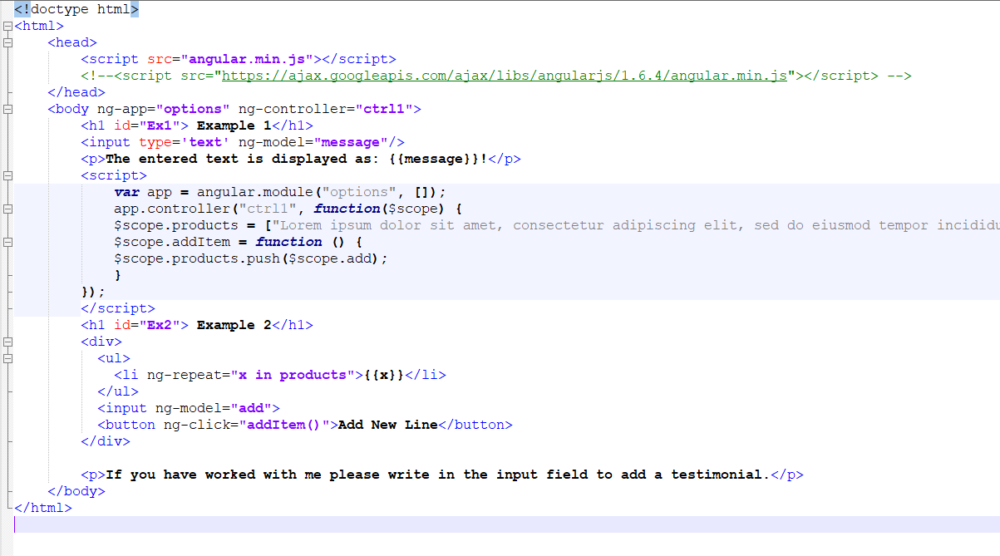 <!doctype html>
<html>
<head>
<script src="angular.min.js"></script>
<!--<script src="https://ajax.googleapis.com/ajax/libs/angularjs/1.6.4/angular.min.js"></script> -->
</head>
<body ng-app="options" ng-controller="ctrl1">
<h1 id="Ex1"> Example 1</h1>
<input type='text' ng-model="message"/>
<p>The entered text is displayed as: {{message}}!</p>
<script>
var app = angular.module("options", []);
app.controller("ctrl1", function($scope) {
$scope.products = ["Lorem ipsum dolor sit amet, consectetur adipiscing elit, sed do eiusmod tempor incididu
$scope.addItem = function () {
$scope.products.push($scope.add);
}
});
</script>
<h1 id="Ex2"> Example 2</h1>
<div>
<ul>
<li ng-repeat="x in products">{{x}}</li>
</ul>
<input ng-model="add">
<button ng-click="addItem()">Add New Line</button>
</div>
<p>If you have worked with me please write in the input field to add a testimonial.</p>
</body>
</html>